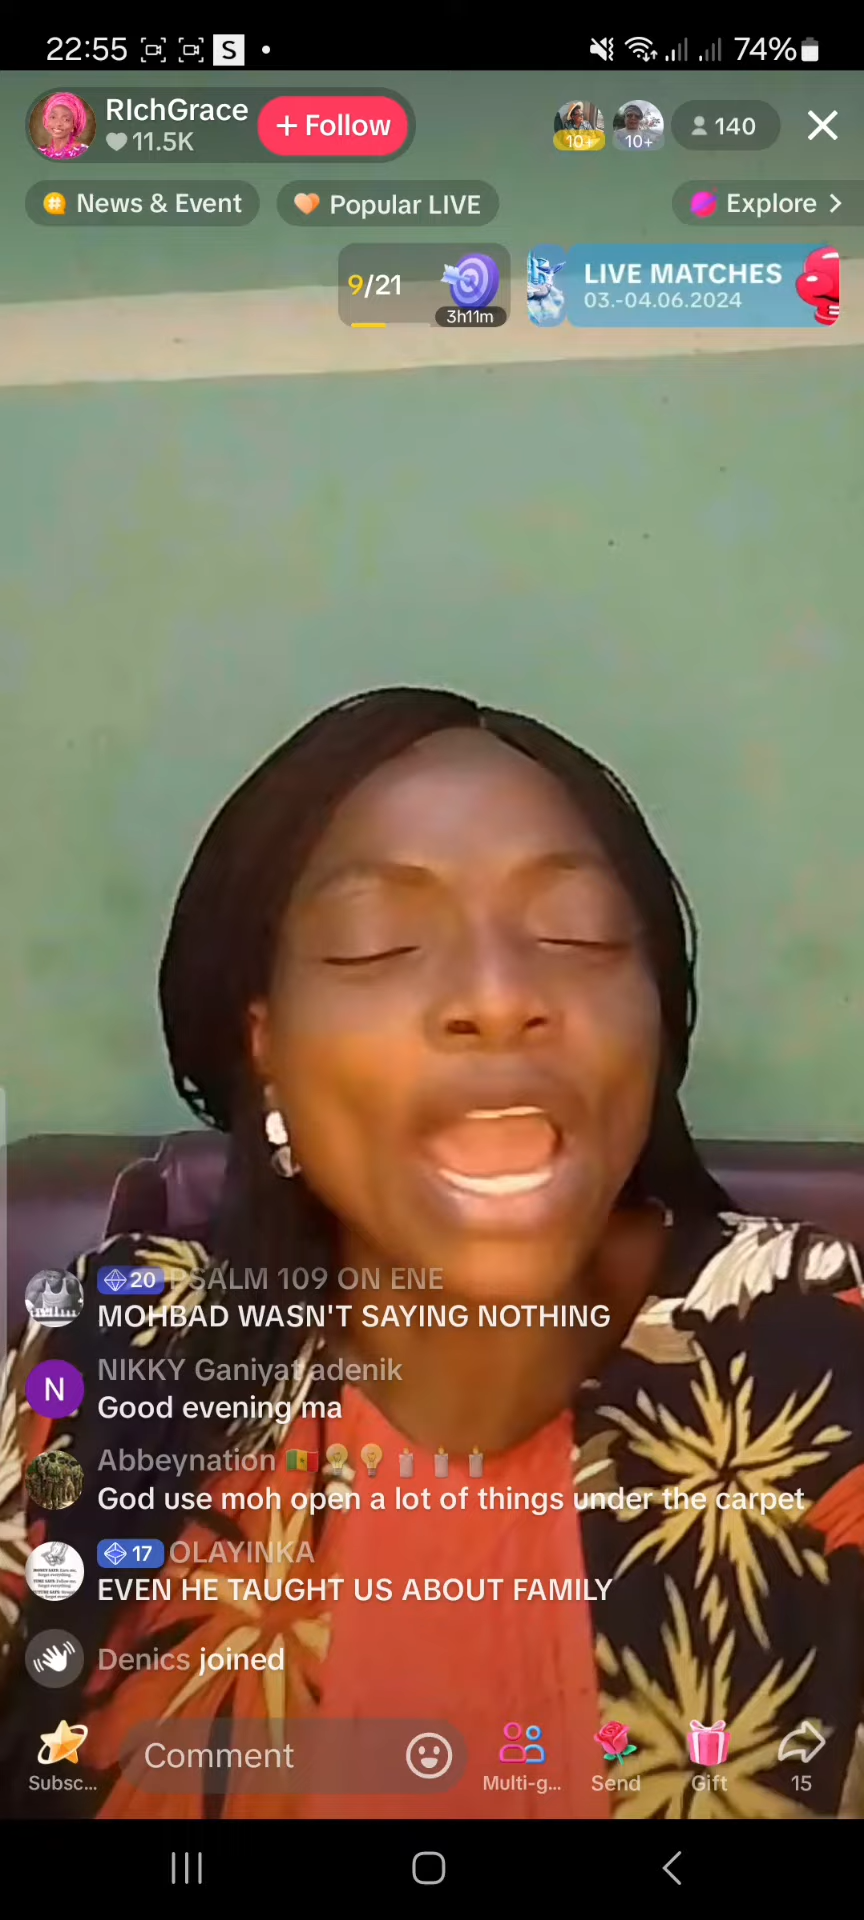 22:55 S 74%
RIchGrace
11.5K
+ Follow
10+ 10+
140
News & Event
Popular LIVE
Explore
9/21
3h11m
LIVE MATCHES
03.-04.06.2024
20 PSALM 109 ON ENE
MOHBAD WASN'T SAYING NOTHING
N
NIKKY Ganiyat adenik
Good evening ma
Abbeynation
God use moh open a lot of things under the carpet
17 OLAYINKA
EVEN HE TAUGHT US ABOUT FAMILY
Denics joined
Comment
Subsc... Multi-g... Send Gift 15